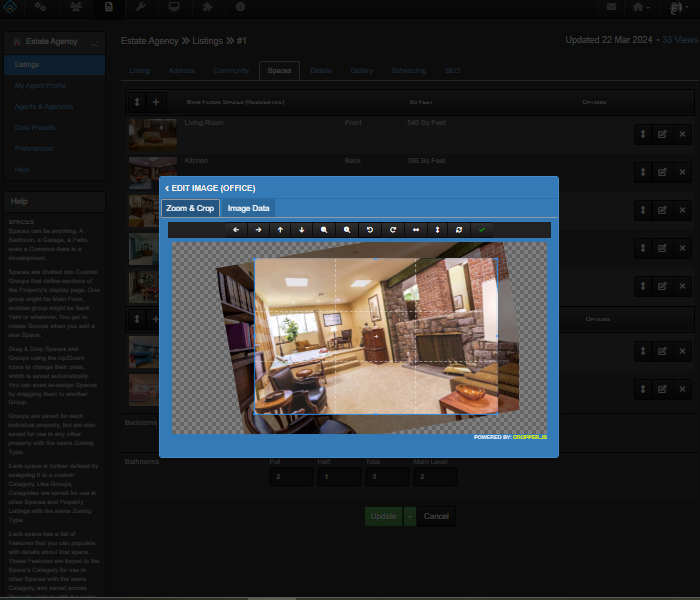 Estate Agency
Estate Agency » Listings » #1
Updated 22 Mar 2024 • 38 Views
Listings
My Agent Profile
Agents & Agencies
Data Presets
Preferences
Help
Listing
Address
Community
Spaces
Details
Gallery
Scheduling
SEO
Main Floor Spaces (Residential)
Sq Feet
Options
Living Room
Front
540 Sq Feet
Kitchen
Back
396 Sq Feet
EDIT IMAGE (OFFICE)
Zoom & Crop
Image Data
POWERED BY: CROPPER.JS
Options
Help
SPACES
Spaces can be anything. A
Bedroom, a Garage, a Patio,
even a Common Area in a
development.
Spaces are divided into Custom
Groups that define sections of
the Property's display page. One
group might be Main Floor,
another group might be Back
Yard or whatever. You get to
create Groups when you add a
new Space.
Drag & Drop Spaces and
Groups using the Up/Down
Icons to change their order,
which is saved automatically.
You can even re-assign Spaces
by dragging them to another
Group.
Groups are saved for each
individual property, but are also
saved for use in any other
property with the same Zoning
Type.
Each space is further defined by
assigning it to a custom
Category. Like Groups,
Categories are saved for use in
other Spaces and Property
Listings with the same Zoning
Type.
Each space has a list of
Features that you can populate
with details about that space.
These Features are keyed to the
Space's Category for use in
other Spaces with the same
Category, and saved across
Bedrooms
Bathrooms
Full
Half
Total
Main Level
2
1
3
2
Update
Cancel